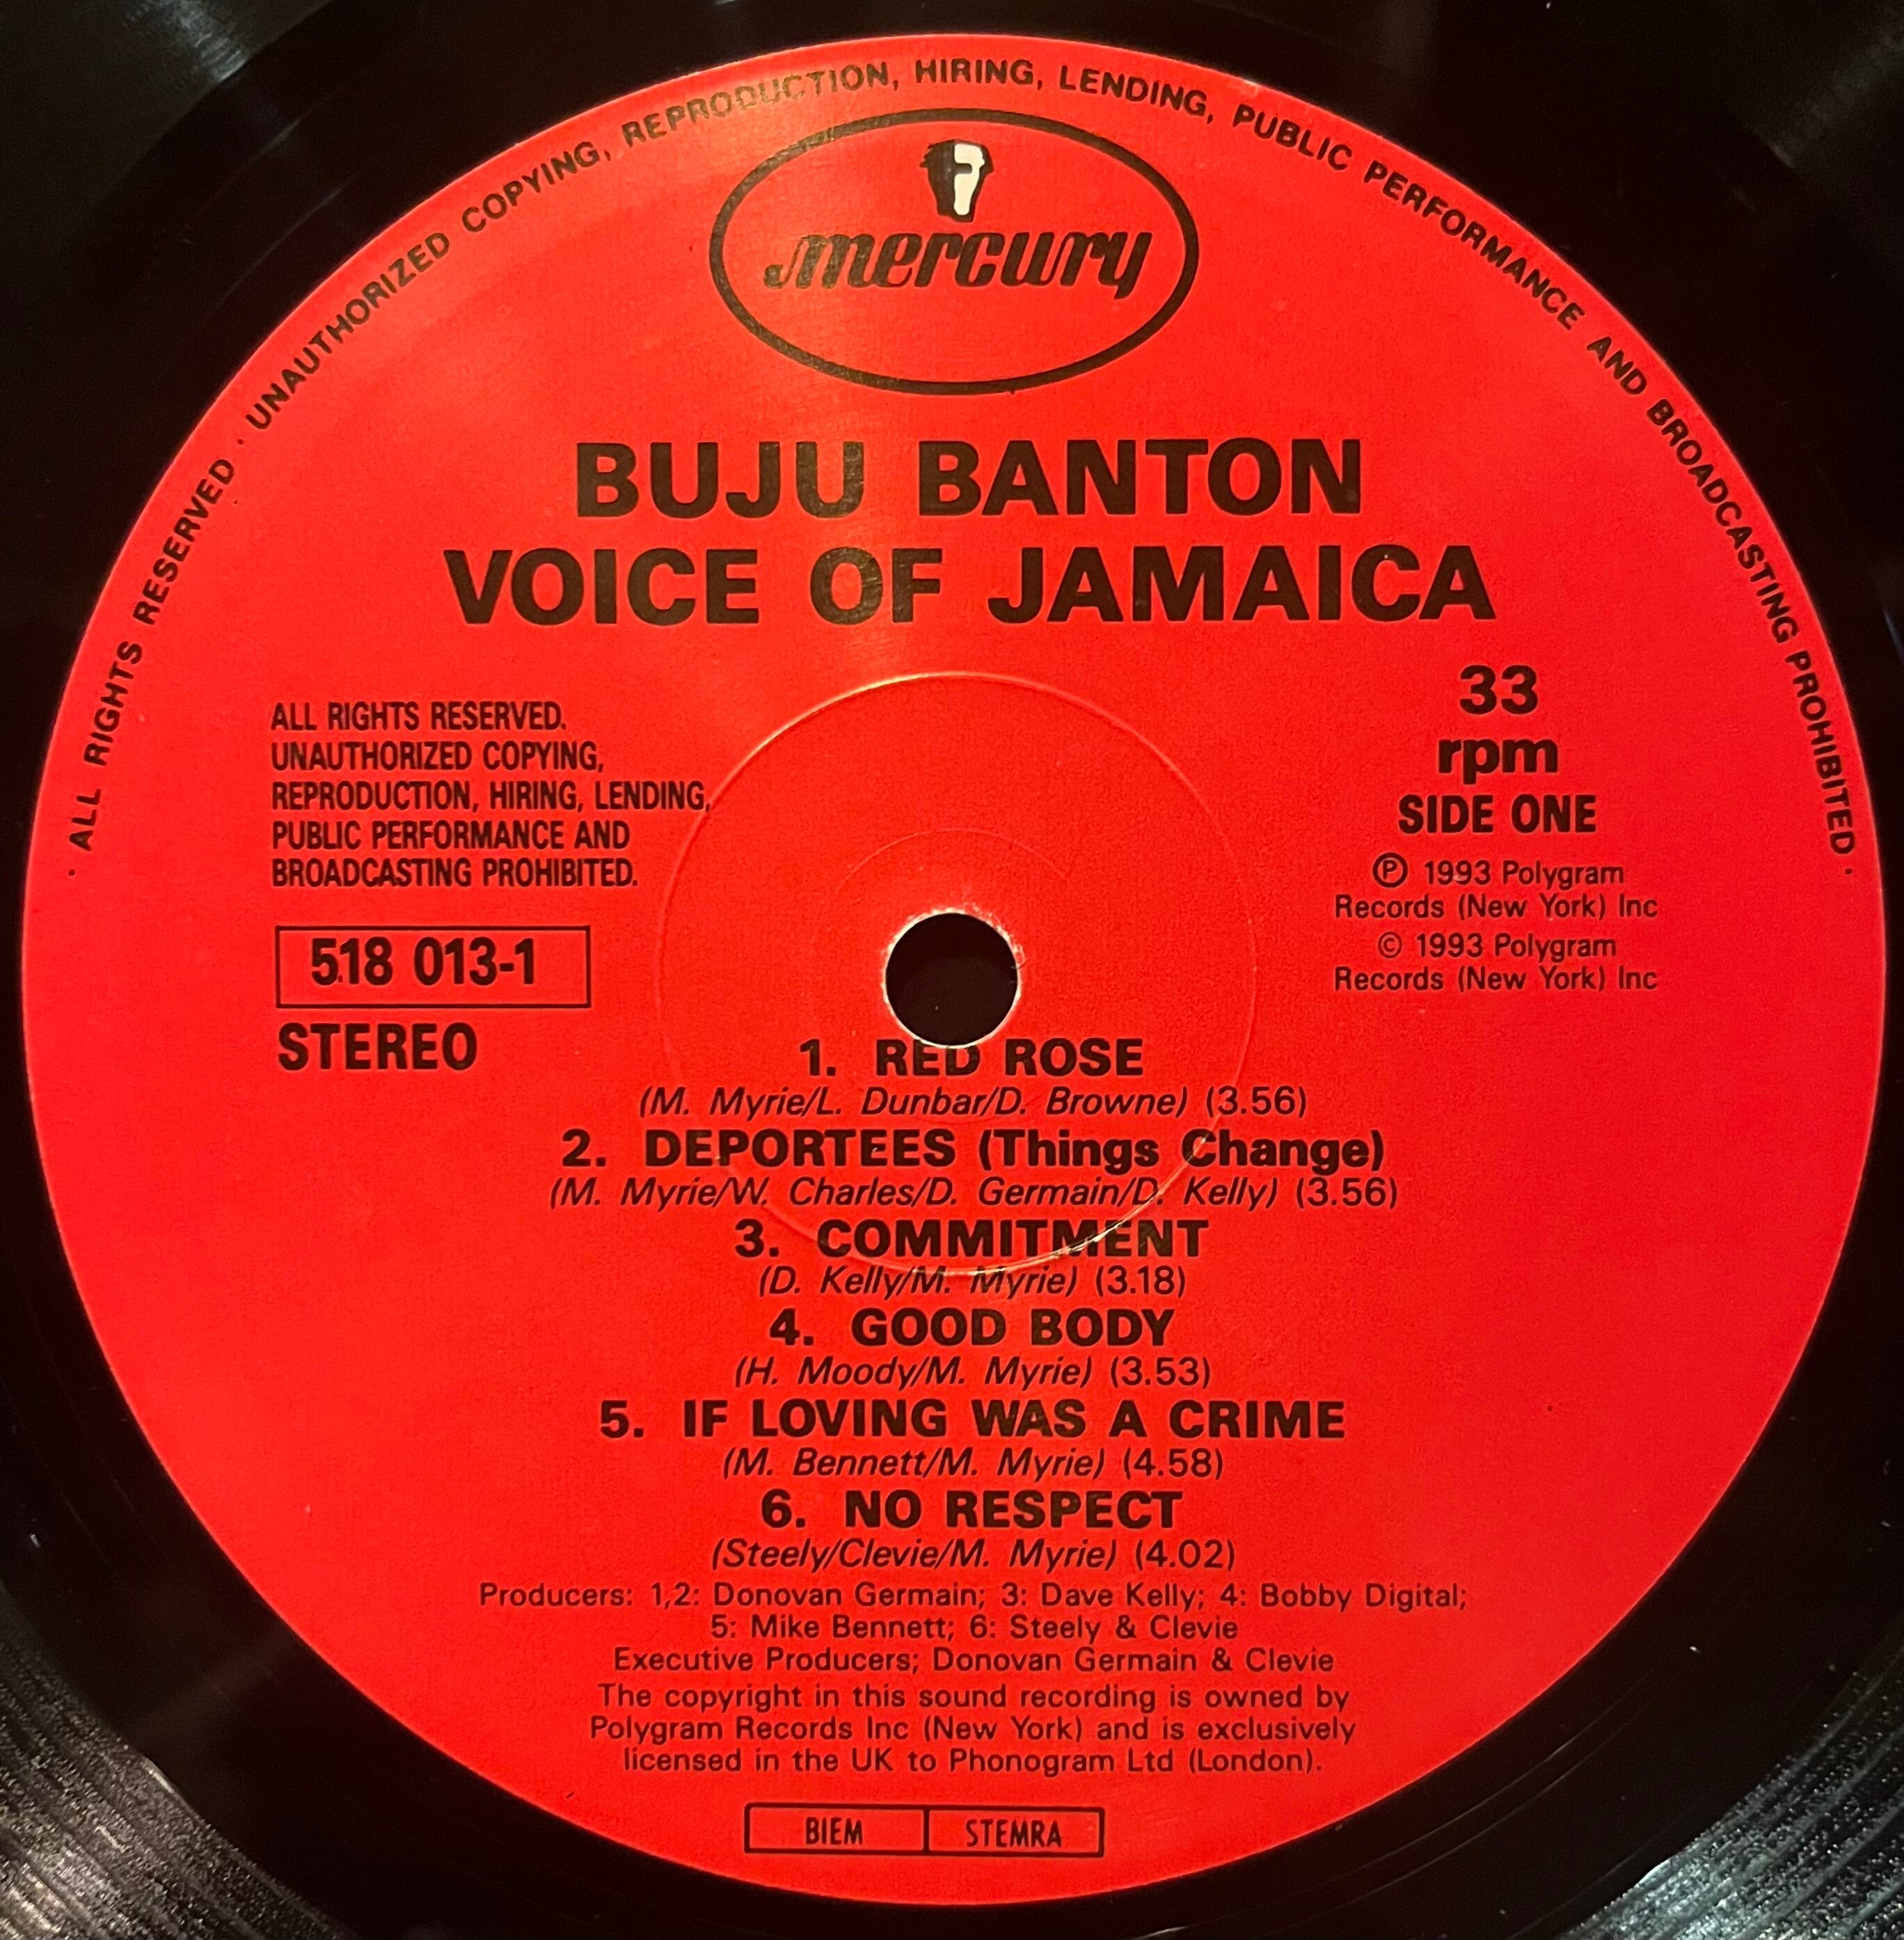 · ALL RIGHTS RESERVED · UNAUTHORIZED COPYING, REPRODUCTION, HIRING, LENDING, PUBLIC PERFORMANCE AND BROADCASTING PROHIBITED ·
mercury
BUJU BANTON
VOICE OF JAMAICA
ALL RIGHTS RESERVED.
UNAUTHORIZED COPYING,
REPRODUCTION, HIRING, LENDING,
PUBLIC PERFORMANCE AND
BROADCASTING PROHIBITED.
518 013-1
STEREO
33
rpm
SIDE ONE
Ⓟ 1993 Polygram
Records (New York) Inc
© 1993 Polygram
Records (New York) Inc
1. RED ROSE
(M. Myrie/L. Dunbar/D. Browne) (3.56)
2. DEPORTEES (Things Change)
(M. Myrie/W. Charles/D. Germain/D. Kelly) (3.56)
3. COMMITMENT
(D. Kelly/M. Myrie) (3.18)
4. GOOD BODY
(H. Moody/M. Myrie) (3.53)
5. IF LOVING WAS A CRIME
(M. Bennett/M. Myrie) (4.58)
6. NO RESPECT
(Steely/Clevie/M. Myrie) (4.02)
Producers: 1,2: Donovan Germain; 3: Dave Kelly; 4: Bobby Digital;
5: Mike Bennett; 6: Steely & Clevie
Executive Producers; Donovan Germain & Clevie
The copyright in this sound recording is owned by
Polygram Records Inc (New York) and is exclusively
licensed in the UK to Phonogram Ltd (London).
BIEM STEMRA